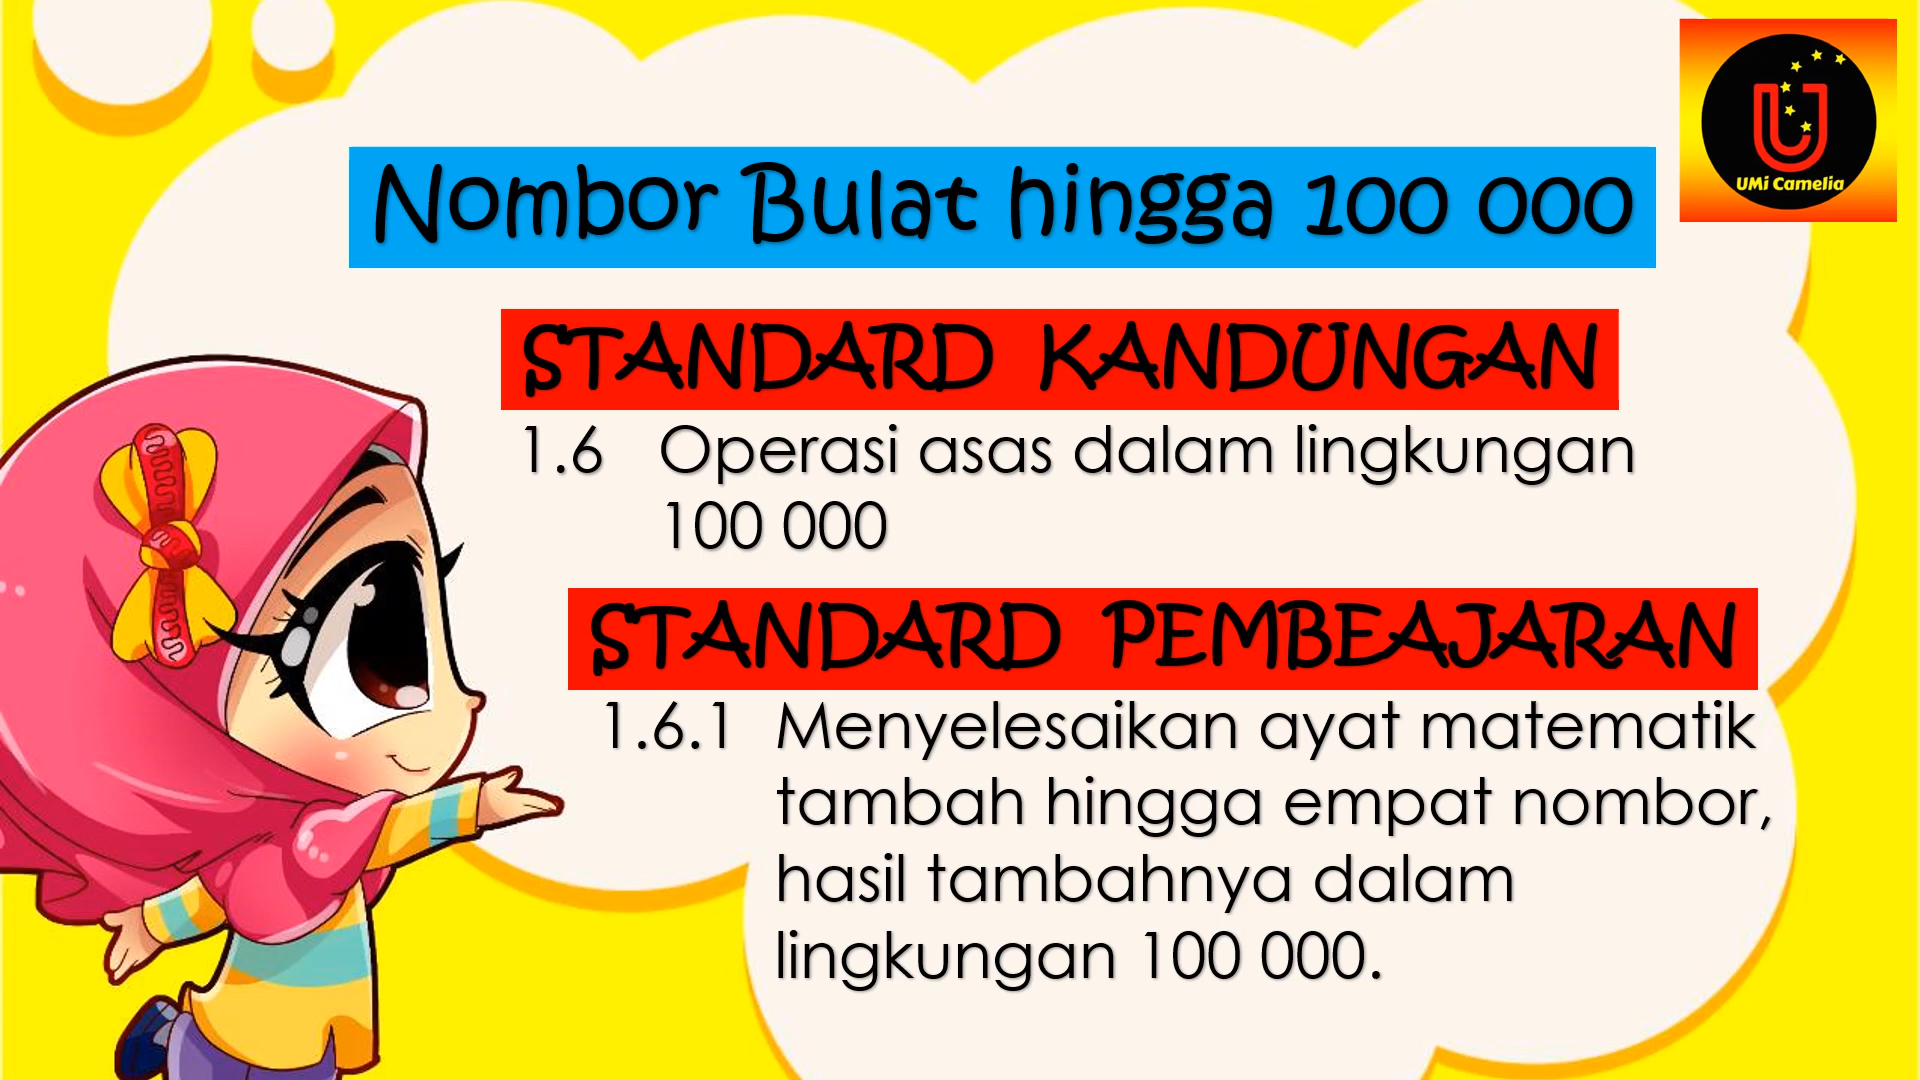 Nombor Bulat hingga 100 000
UMi Camelia
STANDARD KANDUNGAN
1.6 Operasi asas dalam lingkungan
100 000
STANDARD PEMBEAJARAN
1.6.1 Menyelesaikan ayat matematik
tambah hingga empat nombor,
hasil tambahnya dalam
lingkungan 100 000.